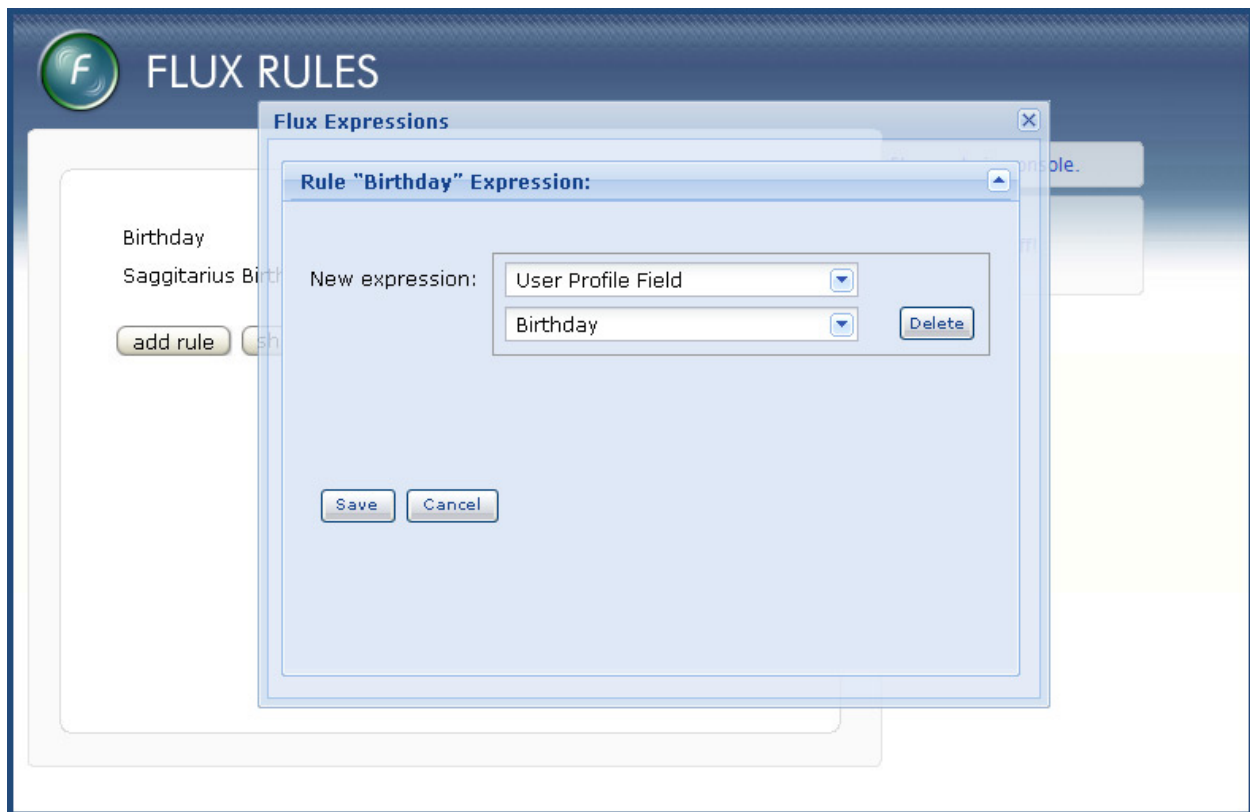 F FLUX RULES
Flux Expressions
console.
Rule "Birthday" Expression:
Birthday
Saggitarius
New expression: User Profile Field
Birthday Delete
add rule
Save Cancel